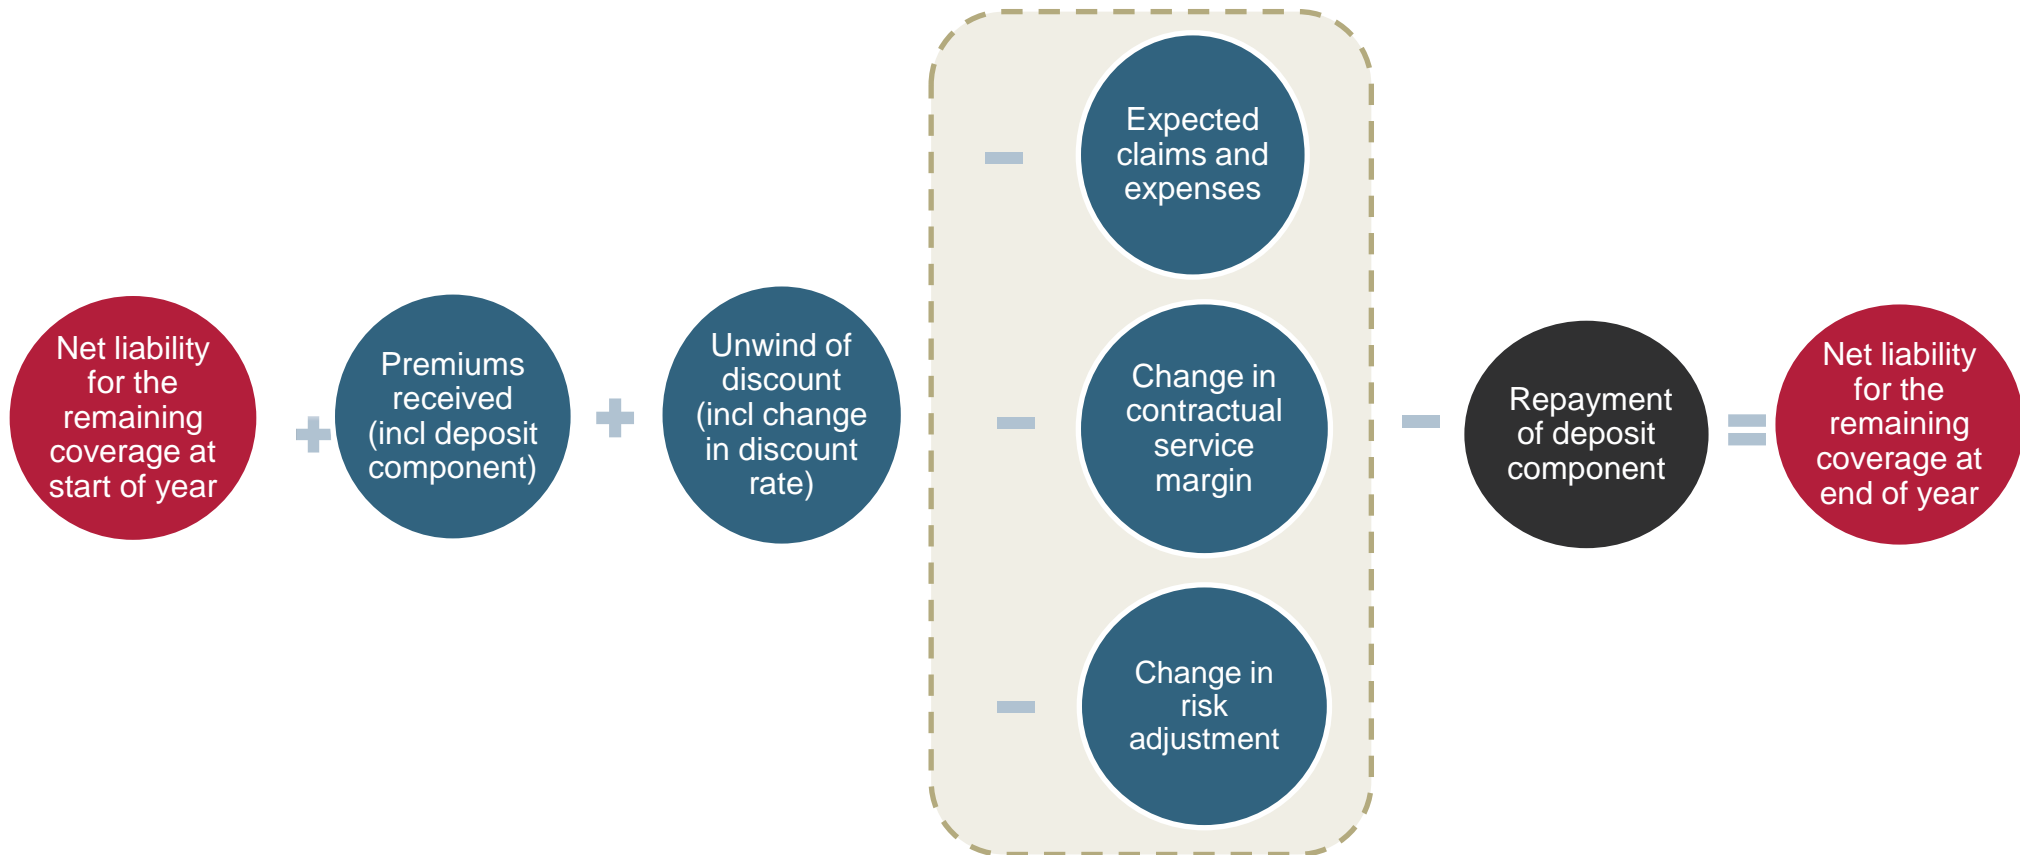 Net liability
for the
remaining
coverage at
start of year
+
Premiums
received
(incl deposit
component)
+
Unwind of
discount
(incl change
in discount
rate)
−
Expected
claims and
expenses
−
Change in
contractual
service
margin
−
Change in
risk
adjustment
−
Repayment
of deposit
component
=
Net liability
for the
remaining
coverage at
end of year